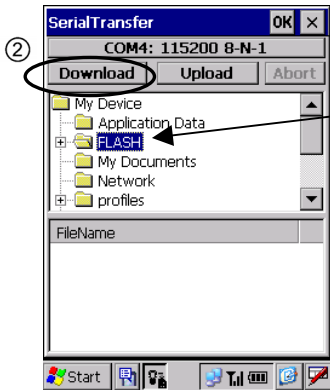 SerialTransfer OK ×
②
COM4: 115200 8-N-1
Download Upload Abort
My Device
Application Data
FLASH
My Documents
Network
profiles
FileName
Start